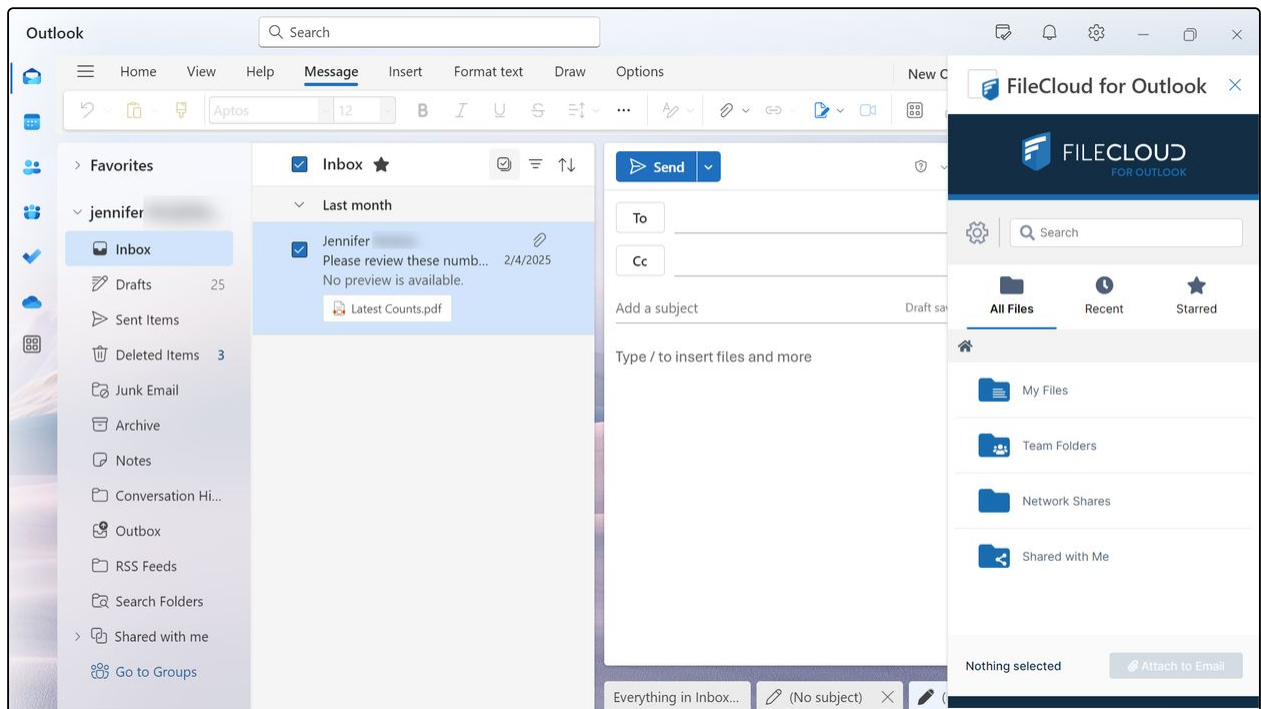 Outlook
Search
Home View Help Message Insert Format text Draw Options
New
Aptos 12 B I U S
Favorites
jennifer
Inbox
Drafts 25
Sent Items
Deleted Items 3
Junk Email
Archive
Notes
Conversation Hi...
Outbox
RSS Feeds
Search Folders
Shared with me
Go to Groups
Inbox
Last month
Jennifer
Please review these numb... 2/4/2025
No preview is available.
Latest Counts.pdf
Send
To
Cc
Add a subject
Draft
Type / to insert files and more
Everything in Inbox...
(No subject)
FileCloud for Outlook
FILECLOUD
FOR OUTLOOK
Search
All Files Recent Starred
My Files
Team Folders
Network Shares
Shared with Me
Nothing selected
Attach to Email